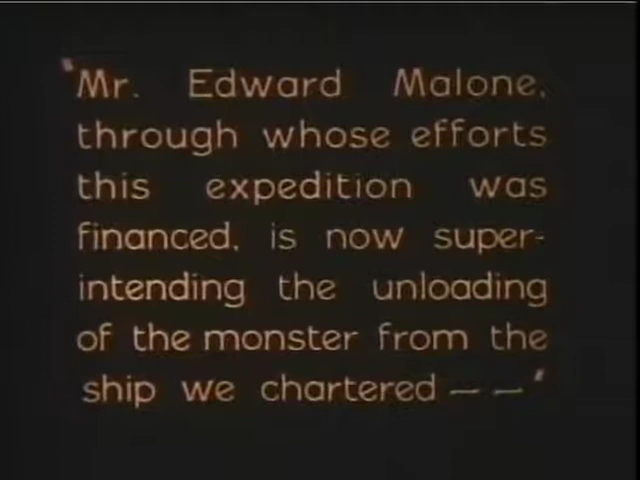 "Mr. Edward Malone,
through whose efforts
this expedition was
financed, is now super-
intending the unloading
of the monster from the
ship we chartered — —"